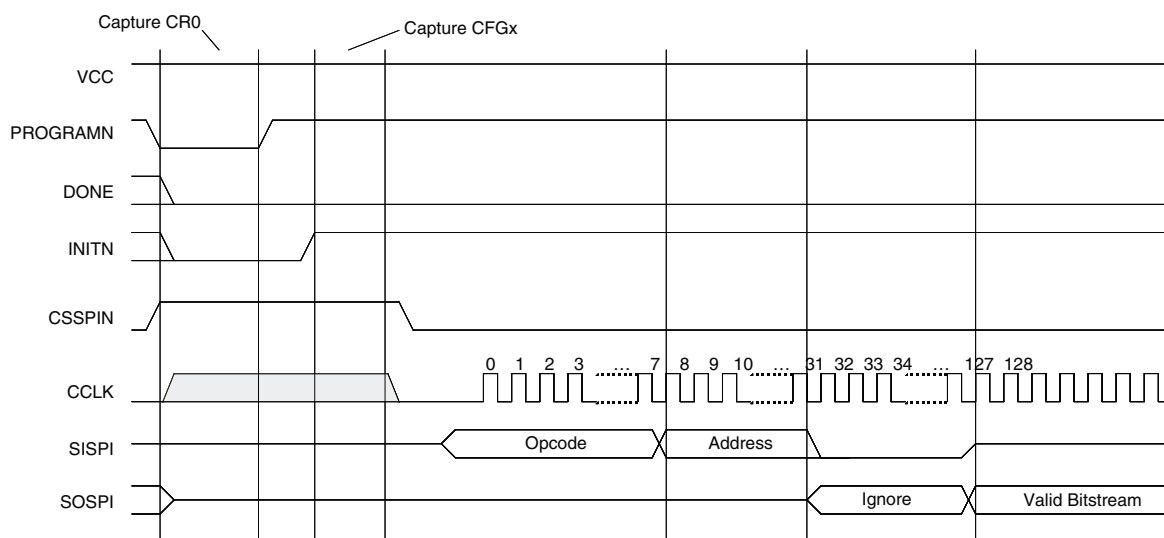 Capture CR0
Capture CFGx
VCC
PROGRAMN
DONE
INITN
CSSPIN
0 1 2 3 ... 7 8 9 10 ... 31 32 33 34 ... 127 128
CCLK
SISPI Opcode Address
SOSPI Ignore Valid Bitstream